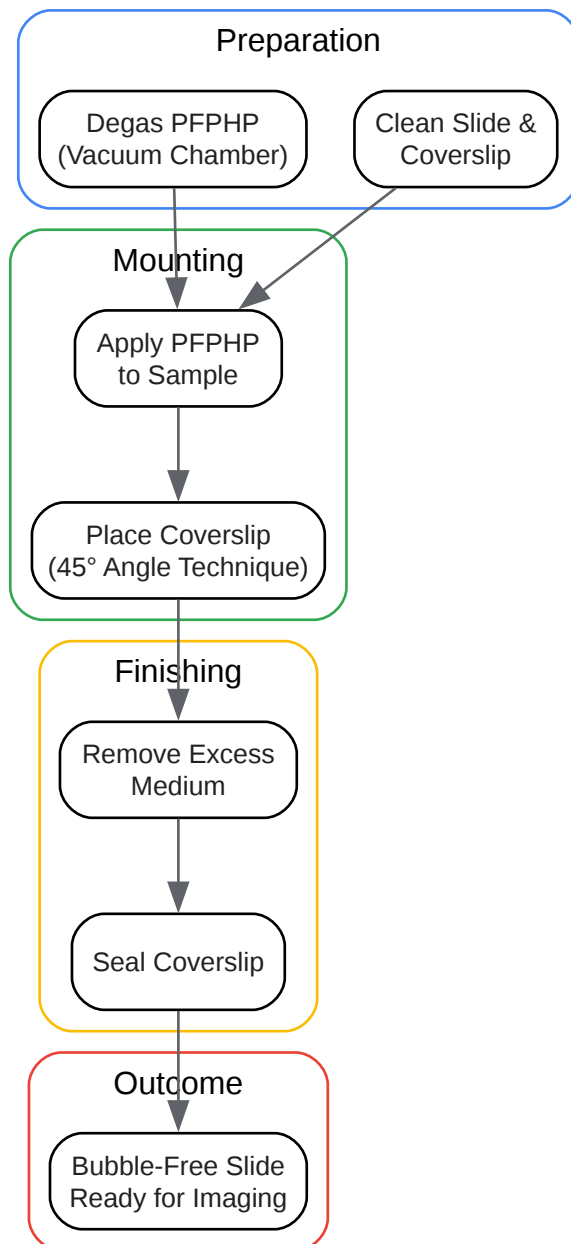 Preparation
Degas PFPHP
(Vacuum Chamber)
Clean Slide &
Coverslip
Mounting
Apply PFPHP
to Sample
Place Coverslip
(45° Angle Technique)
Finishing
Remove Excess
Medium
Seal Coverslip
Outcome
Bubble-Free Slide
Ready for Imaging